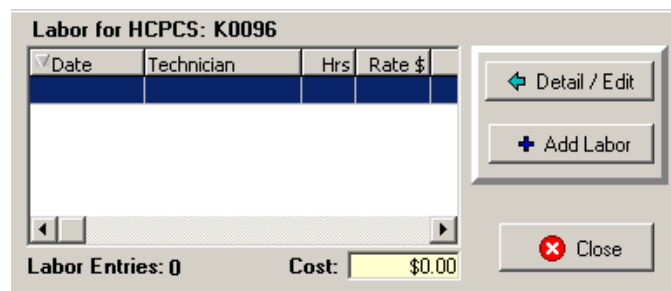 Labor for HCPCS: K0096
Date Technician Hrs Rate $
Detail / Edit
Add Labor
Close
Labor Entries: 0 Cost: $0.00